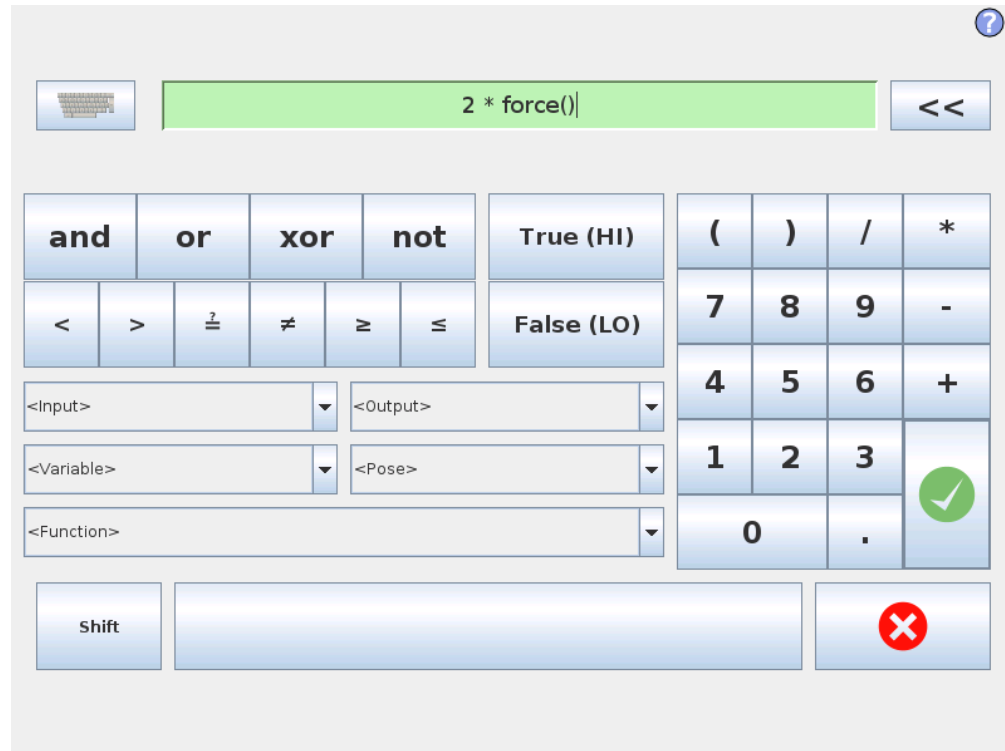 ?
2 * force()
<<
and or xor not True (HI) ( ) / *
< > ≟ ≠ ≥ ≤ False (LO) 7 8 9 -
<Input> <Output> 4 5 6 +
<Variable> <Pose> 1 2 3
<Function> 0 .
Shift